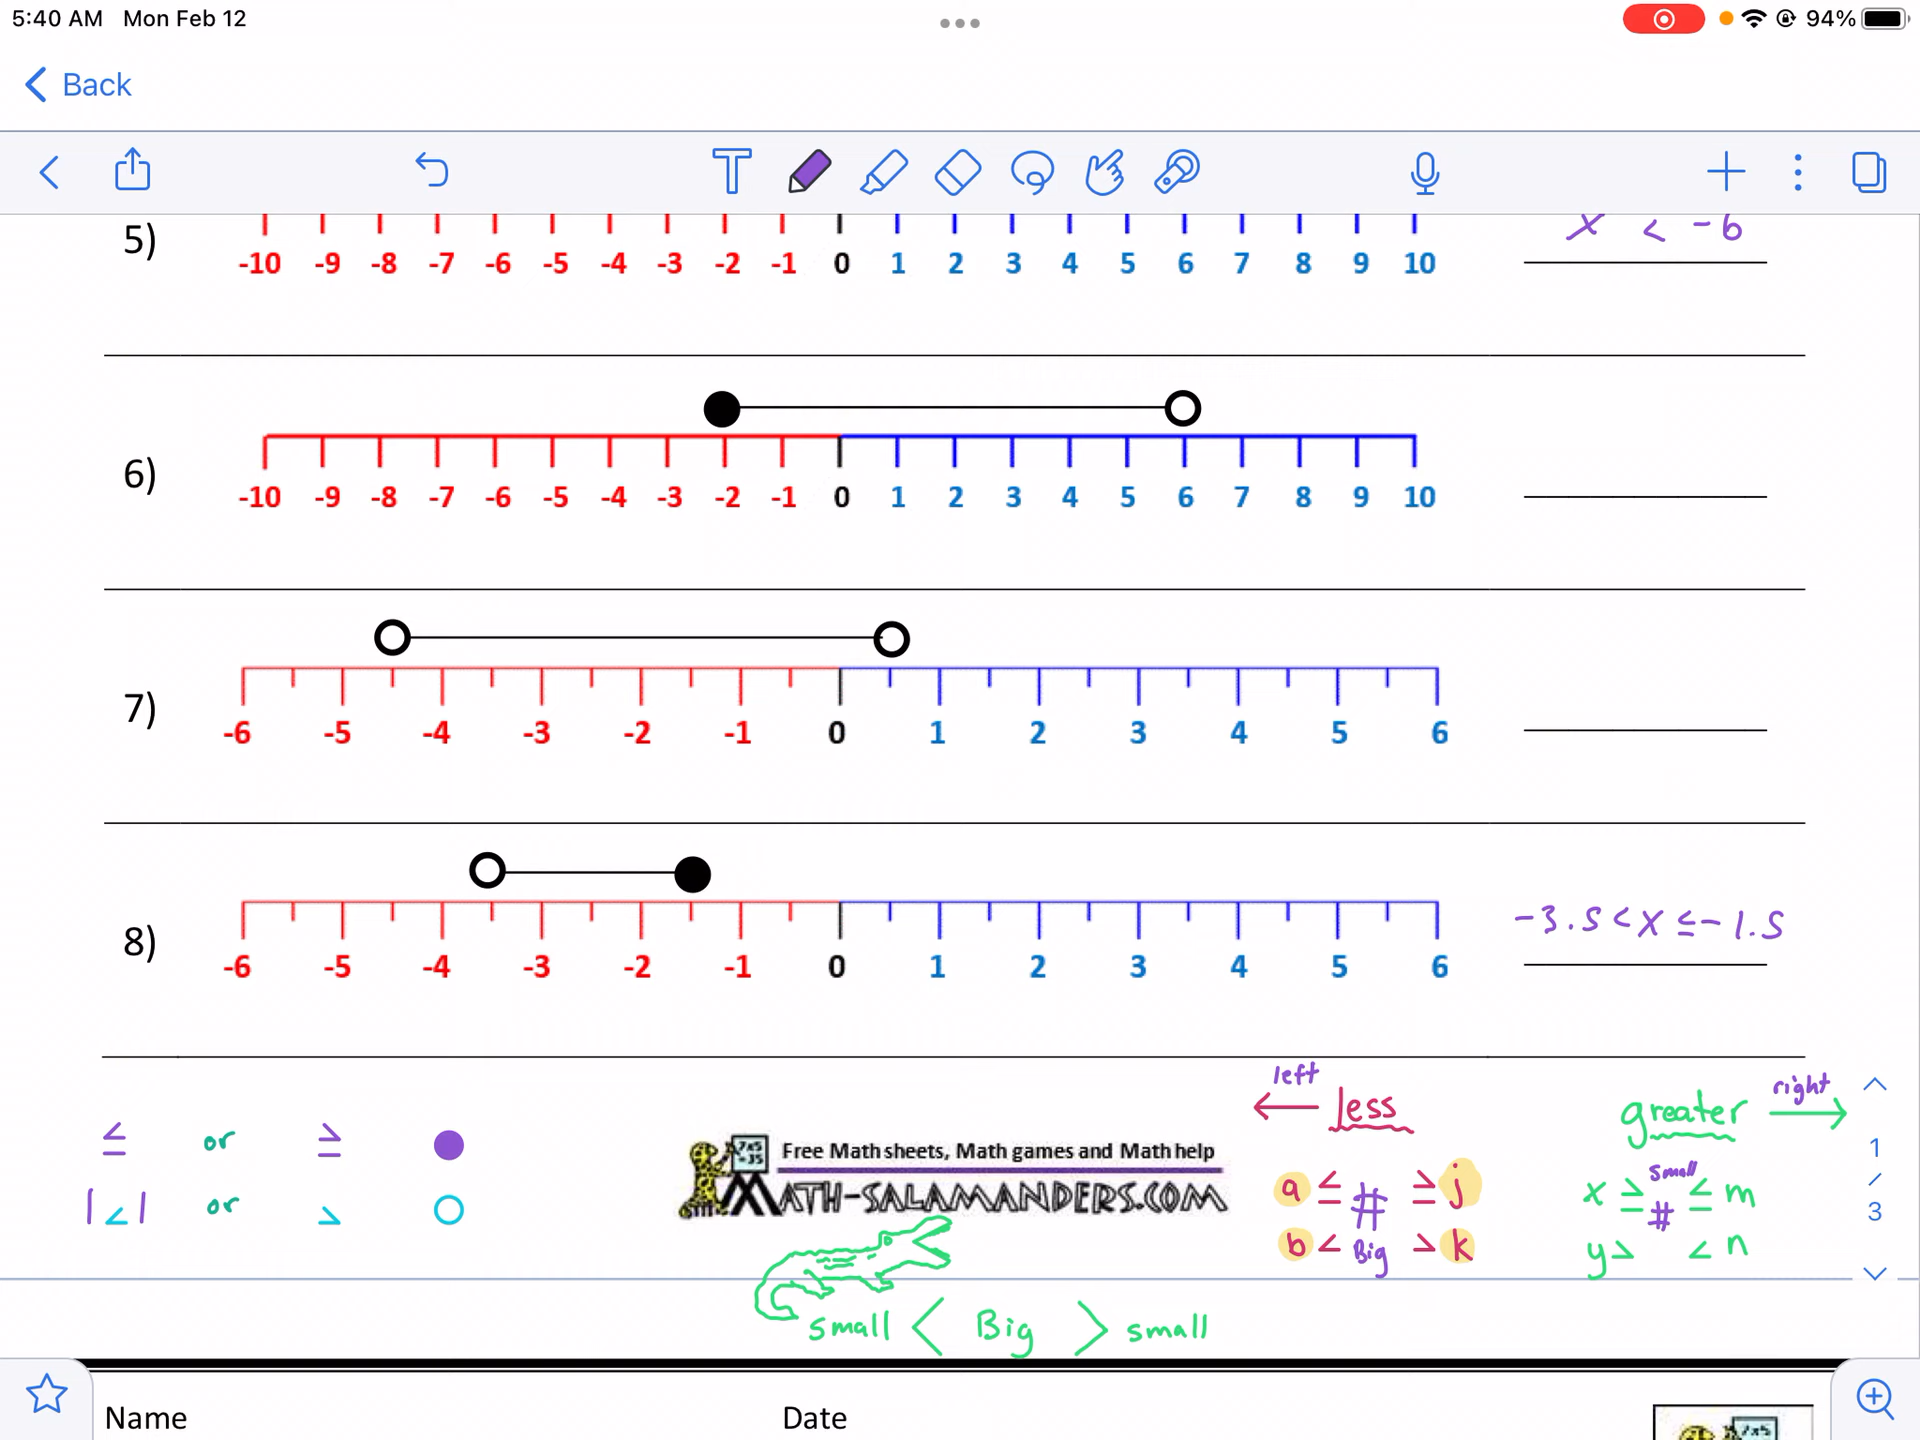 5:40 AM Mon Feb 12
94%
Back
T
5)
-10 -9 -8 -7 -6 -5 -4 -3 -2 -1 0 1 2 3 4 5 6 7 8 9 10
x < -6
6)
-10 -9 -8 -7 -6 -5 -4 -3 -2 -1 0 1 2 3 4 5 6 7 8 9 10
7)
-6 -5 -4 -3 -2 -1 0 1 2 3 4 5 6
8)
-6 -5 -4 -3 -2 -1 0 1 2 3 4 5 6
-3.5 < x ≤ -1.5
left
← less
right
greater →
≤ or ≥ ●
|<| or > ○
7x5
=35
Free Math sheets, Math games and Math help
MATH-SALAMANDERS.COM
a ≤ # ≥ j
b < Big > k
small
x ≥ # ≤ m
y > < n
1
/
3
small < Big > small
Name Date
7x5